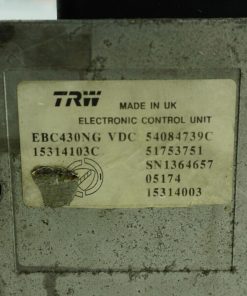 TRW MADE IN UK
ELECTRONIC CONTROL UNIT
EBC430NG VDC 54084739C
15314103C 51753751
SN1364657
05174
15314003